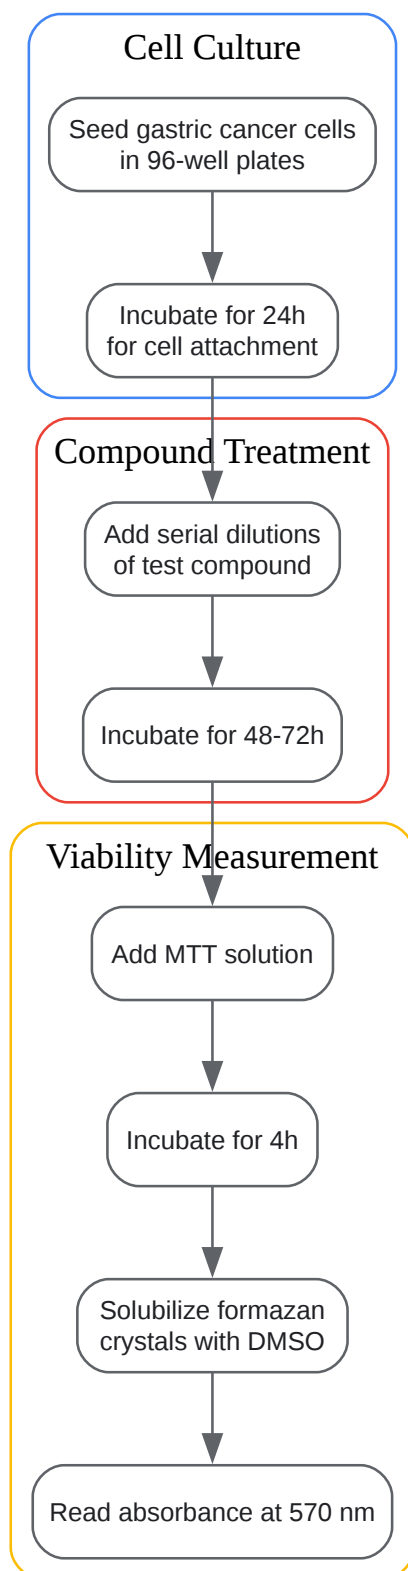 Cell Culture
Seed gastric cancer cells
in 96-well plates
Incubate for 24h
for cell attachment
Compound Treatment
Add serial dilutions
of test compound
Incubate for 48-72h
Viability Measurement
Add MTT solution
Incubate for 4h
Solubilize formazan
crystals with DMSO
Read absorbance at 570 nm